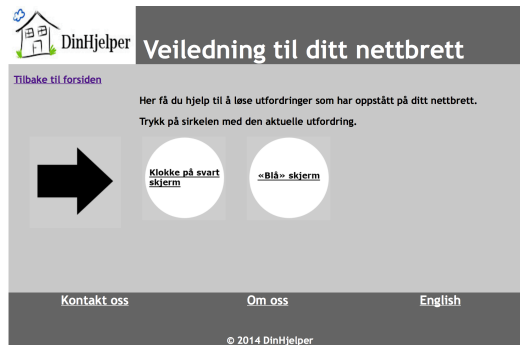 DinHjelper
Veiledning til ditt nettbrett
Tilbake til forsiden
Her få du hjelp til å løse utfordringer som har oppstått på ditt nettbrett.
Trykk på sirkelen med den aktuelle utfordring.
Klokke på svart
skjerm
«Blå» skjerm
Kontakt oss
Om oss
English
© 2014 DinHjelper